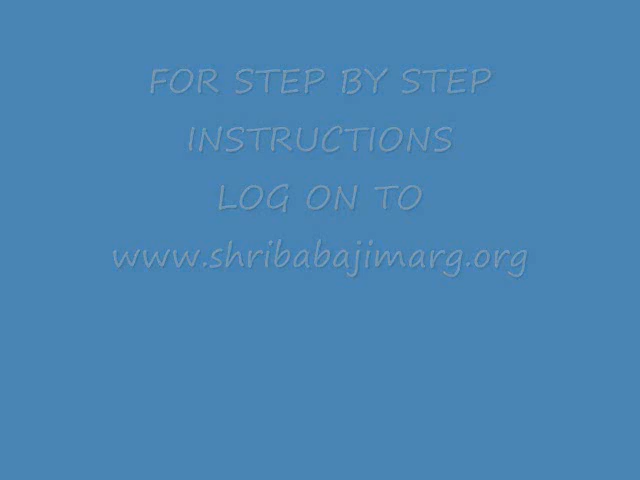 FOR STEP BY STEP
INSTRUCTIONS
LOG ON TO
www.shribabajimarg.org